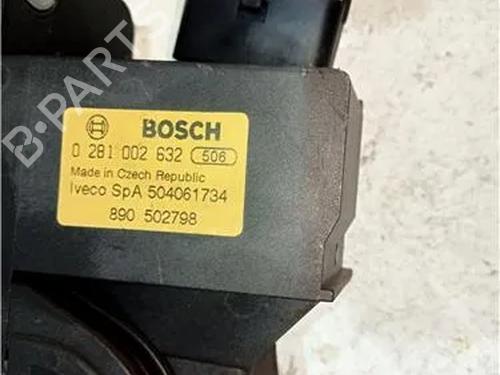 B-PARTS
BOSCH
0 281 002 632 506
Made in Czech Republic
Iveco SpA 504061734
890 502798